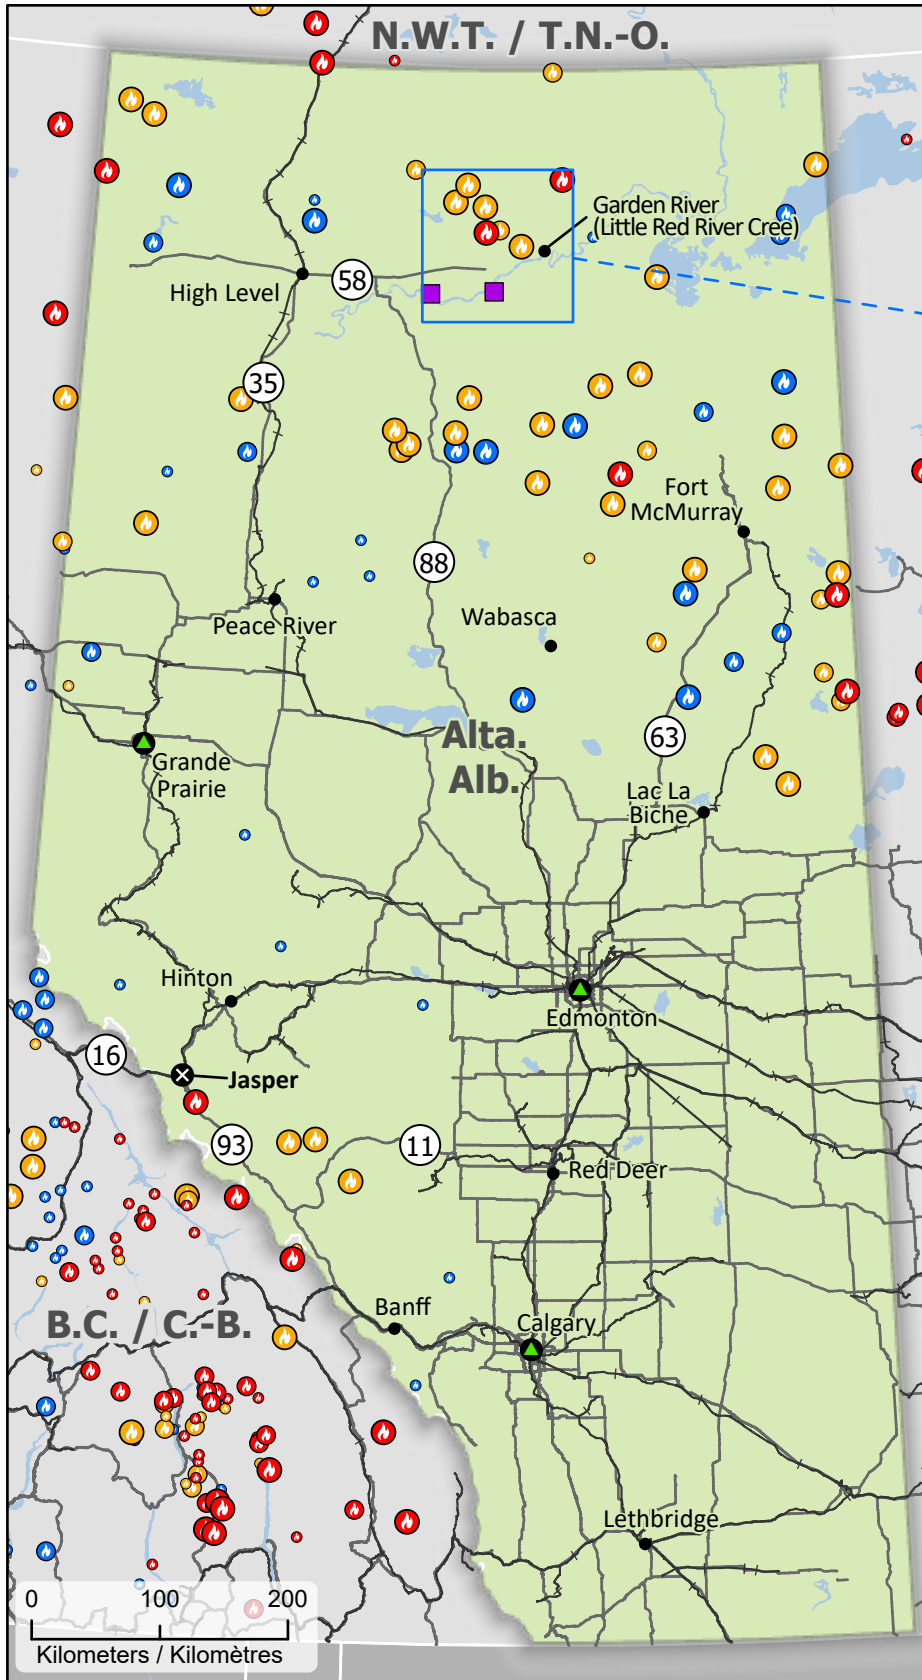 N.W.T. / T.N.-O.
Garden River
(Little Red River Cree)
58
High Level
35
Fort
McMurray
88
Wabasca
Peace River
63
Alta.
Alb.
Grande
Prairie
Lac La
Biche
Hinton
Edmonton
16
Jasper
93
11
Red Deer
Banff
Calgary
B.C. / C.-B.
Lethbridge
0 100 200
Kilometers / Kilomètres